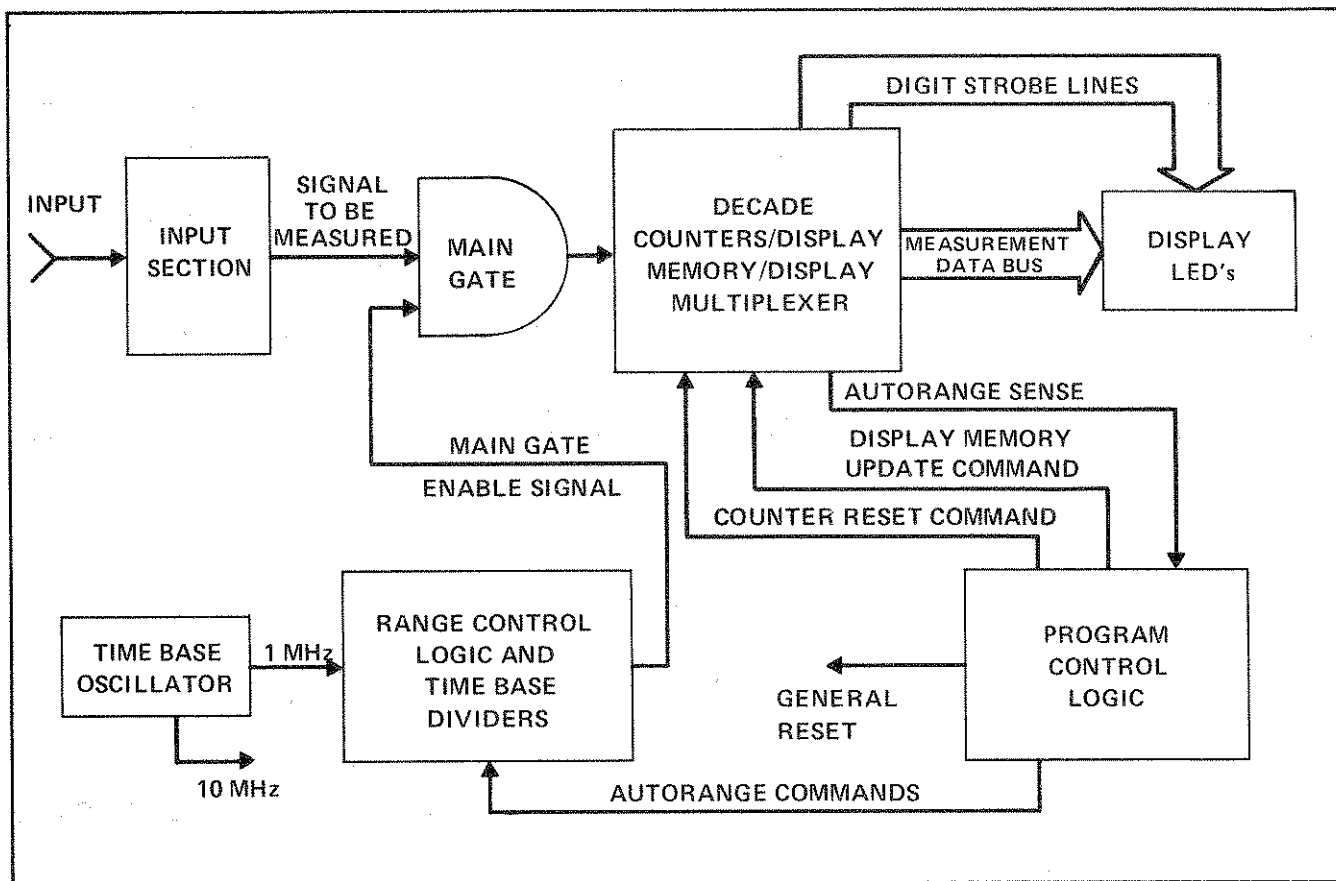 DIGIT STROBE LINES
INPUT
INPUT
SECTION
SIGNAL
TO BE
MEASURED
MAIN
GATE
DECADE
COUNTERS/DISPLAY
MEMORY/DISPLAY
MULTIPLEXER
MEASUREMENT
DATA BUS
DISPLAY
LED's
AUTORANGE SENSE
DISPLAY MEMORY
UPDATE COMMAND
COUNTER RESET COMMAND
MAIN GATE
ENABLE SIGNAL
TIME BASE
OSCILLATOR
1 MHz
10 MHz
RANGE CONTROL
LOGIC AND
TIME BASE
DIVIDERS
GENERAL
RESET
PROGRAM
CONTROL
LOGIC
AUTORANGE COMMANDS